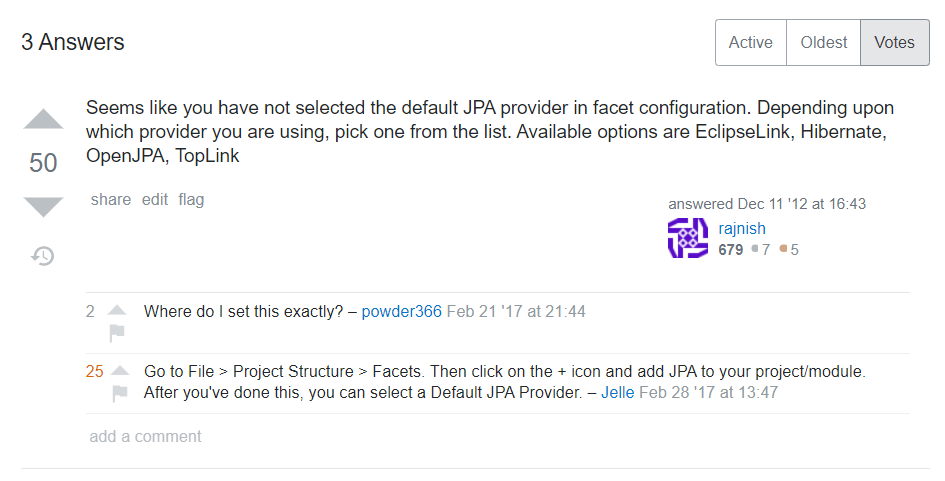 3 Answers
Active Oldest Votes
Seems like you have not selected the default JPA provider in facet configuration. Depending upon
which provider you are using, pick one from the list. Available options are EclipseLink, Hibernate,
OpenJPA, TopLink
50
share edit flag
answered Dec 11 '12 at 16:43
rajnish
679 7 5
2 Where do I set this exactly? – powder366 Feb 21 '17 at 21:44
25 Go to File > Project Structure > Facets. Then click on the + icon and add JPA to your project/module.
After you've done this, you can select a Default JPA Provider. – Jelle Feb 28 '17 at 13:47
add a comment